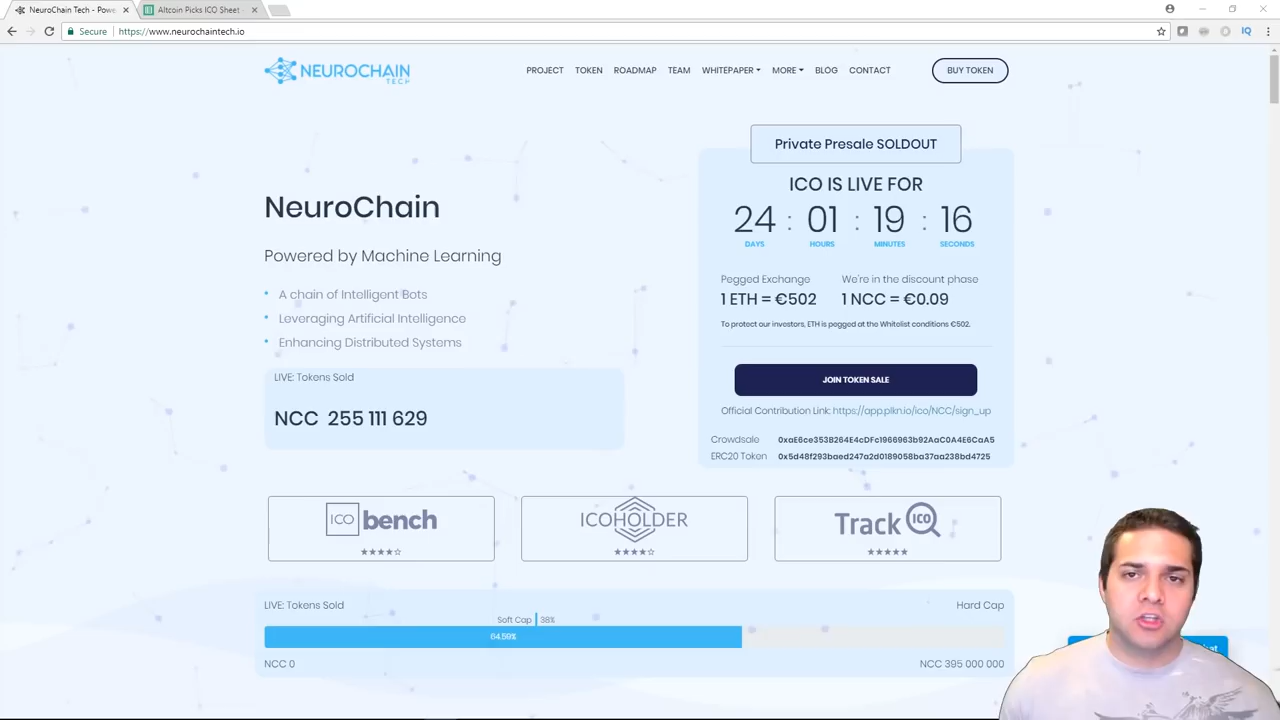 NeuroChain Tech - Powe
Altcoin Picks ICO Sheet
Secure
https://www.neurochaintech.io
IQ
NEUROCHAIN
TECH
PROJECT
TOKEN
ROADMAP
TEAM
WHITEPAPER
MORE
BLOG
CONTACT
BUY TOKEN
Private Presale SOLDOUT
ICO IS LIVE FOR
24 : 01 : 19 : 16
DAYS HOURS MINUTES SECONDS
NeuroChain
Powered by Machine Learning
A chain of Intelligent Bots
Leveraging Artificial Intelligence
Enhancing Distributed Systems
Pegged Exchange
1 ETH = €502
We're in the discount phase
1 NCC = €0.09
To protect our investors, ETH is pegged at the Whitelist conditions €502.
JOIN TOKEN SALE
Official Contribution Link: https://app.plkn.io/ico/NCC/sign_up
Crowdsale 0xaE6ce353B264E4cDFc1966963b92AaC0A4E6CaA5
ERC20 Token 0x5d48f293baed247a2d0189058ba37aa238bd4725
LIVE: Tokens Sold
NCC 255 111 629
ICO bench
ICOHOLDER
Track ICO
LIVE: Tokens Sold
Hard Cap
Soft Cap 38%
64.59%
NCC 0
NCC 395 000 000